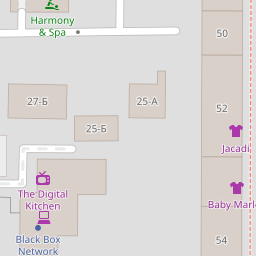 Harmony
& Spa
50
27-Б
25-А
52
25-Б
Jacadi
The Digital
Kitchen
Baby Marl
Black Box
Network
54